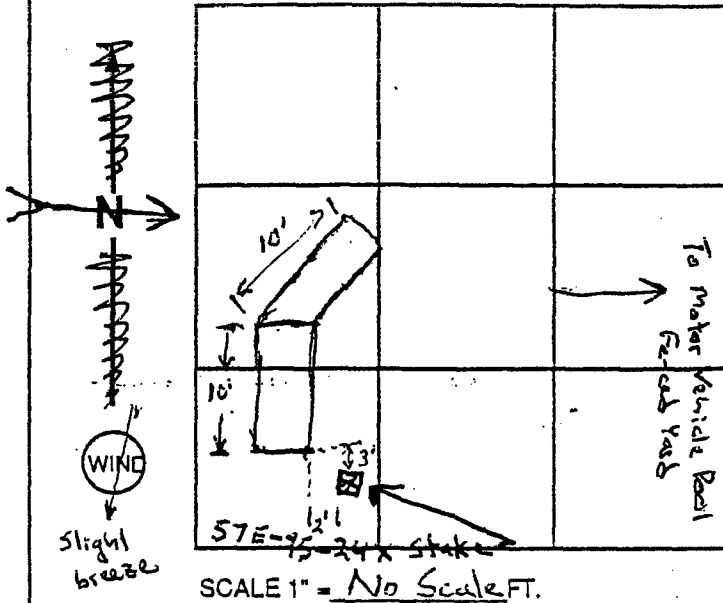 N
10'
10'
3'
2'
WIND
Slight
breeze
To Motor Vehicle Pool
Fenced Yard
57E-95-24X Stake
SCALE 1" = No Scale FT.